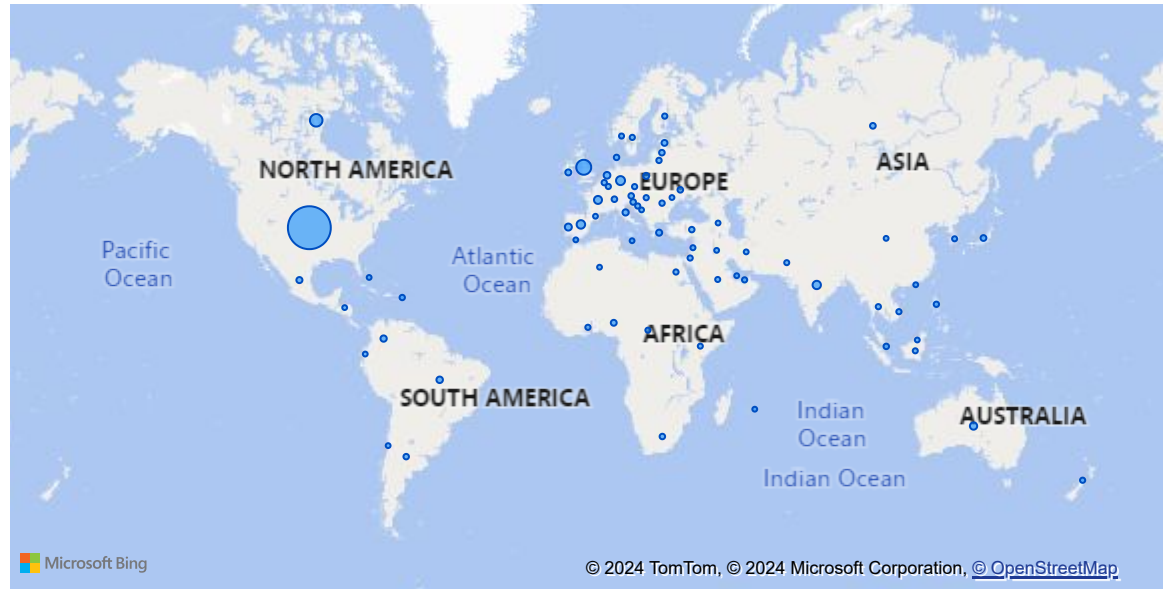 NORTH AMERICA
EUROPE
ASIA
Pacific
Ocean
Atlantic
Ocean
AFRICA
SOUTH AMERICA
Indian
Ocean
AUSTRALIA
Indian Ocean
Microsoft Bing
© 2024 TomTom, © 2024 Microsoft Corporation, © OpenStreetMap